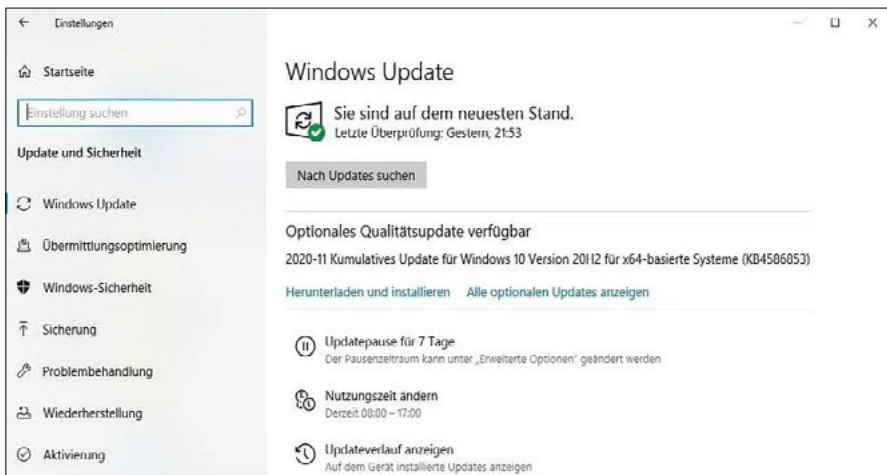 Einstellungen
Startseite
Einstellung suchen
Update und Sicherheit
Windows Update
Übermittlungsoptimierung
Windows-Sicherheit
Sicherung
Problembehandlung
Wiederherstellung
Aktivierung
Windows Update
Sie sind auf dem neuesten Stand.
Letzte Überprüfung: Gestern, 21:53
Nach Updates suchen
Optionales Qualitätsupdate verfügbar
2020-11 Kumulatives Update für Windows 10 Version 20H2 für x64-basierte Systeme (KB4586853)
Herunterladen und installieren Alle optionalen Updates anzeigen
Updatepause für 7 Tage
Der Pausenzeitraum kann unter „Erweiterte Optionen“ geändert werden
Nutzungszeit ändern
Derzeit 08:00 – 17:00
Updateverlauf anzeigen
Auf dem Gerät installierte Updates anzeigen